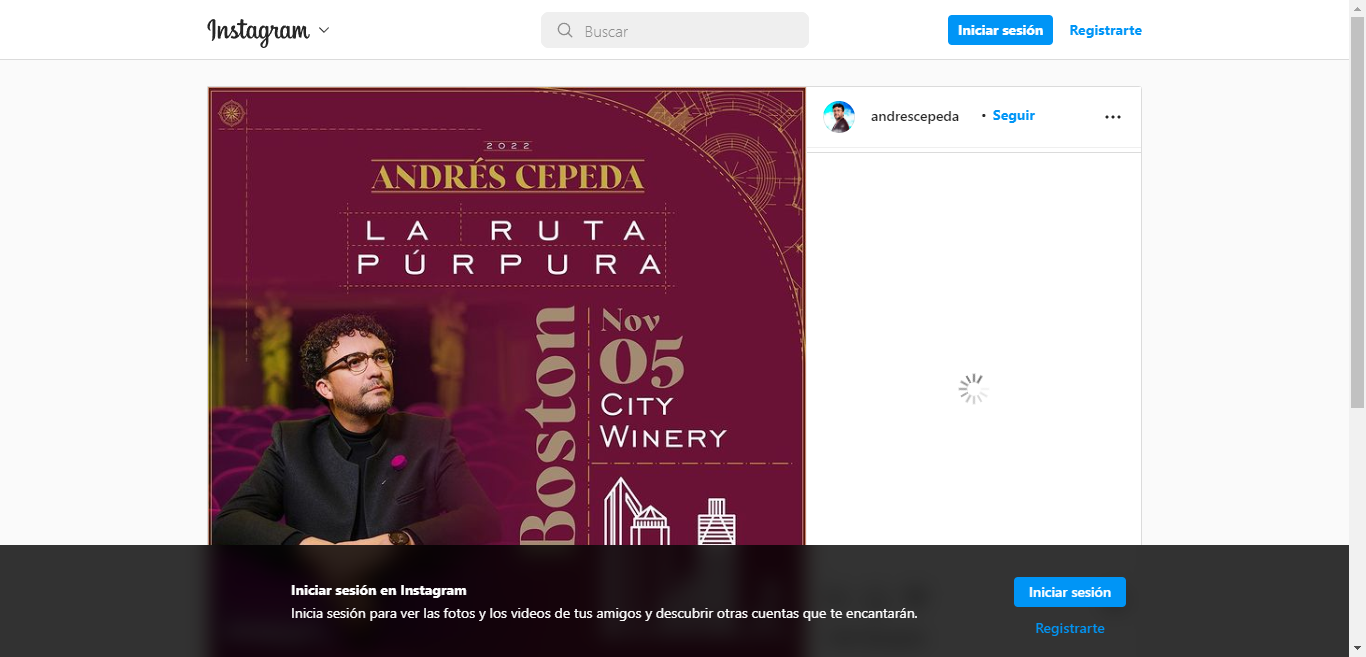 Instagram
Buscar
Iniciar sesión
Registrarte
2022
ANDRÉS CEPEDA
LA RUTA
PÚRPURA
Boston
Nov
05
CITY
WINERY
andrescepeda
• Seguir
Iniciar sesión en Instagram
Inicia sesión para ver las fotos y los videos de tus amigos y descubrir otras cuentas que te encantarán.
Iniciar sesión
Registrarte